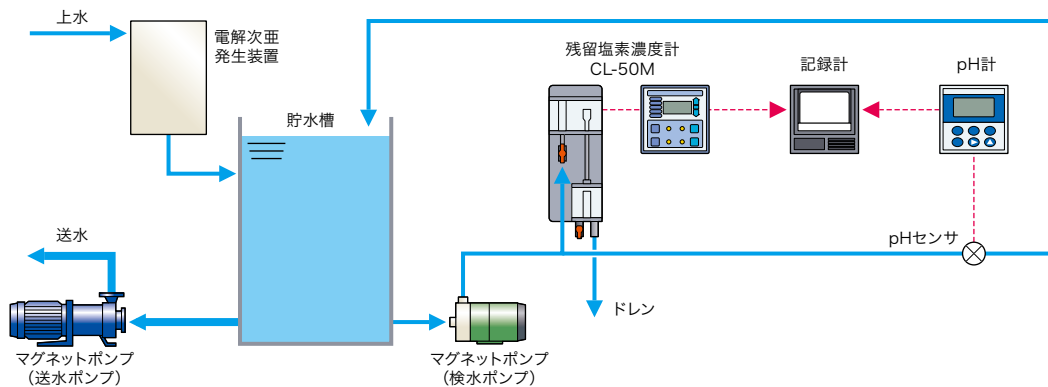 上水
電解次亜
発生装置
貯水槽
残留塩素濃度計
CL-50M
記録計
pH計
送水
pHセンサ
ドレン
マグネットポンプ
(送水ポンプ)
マグネットポンプ
(検水ポンプ)